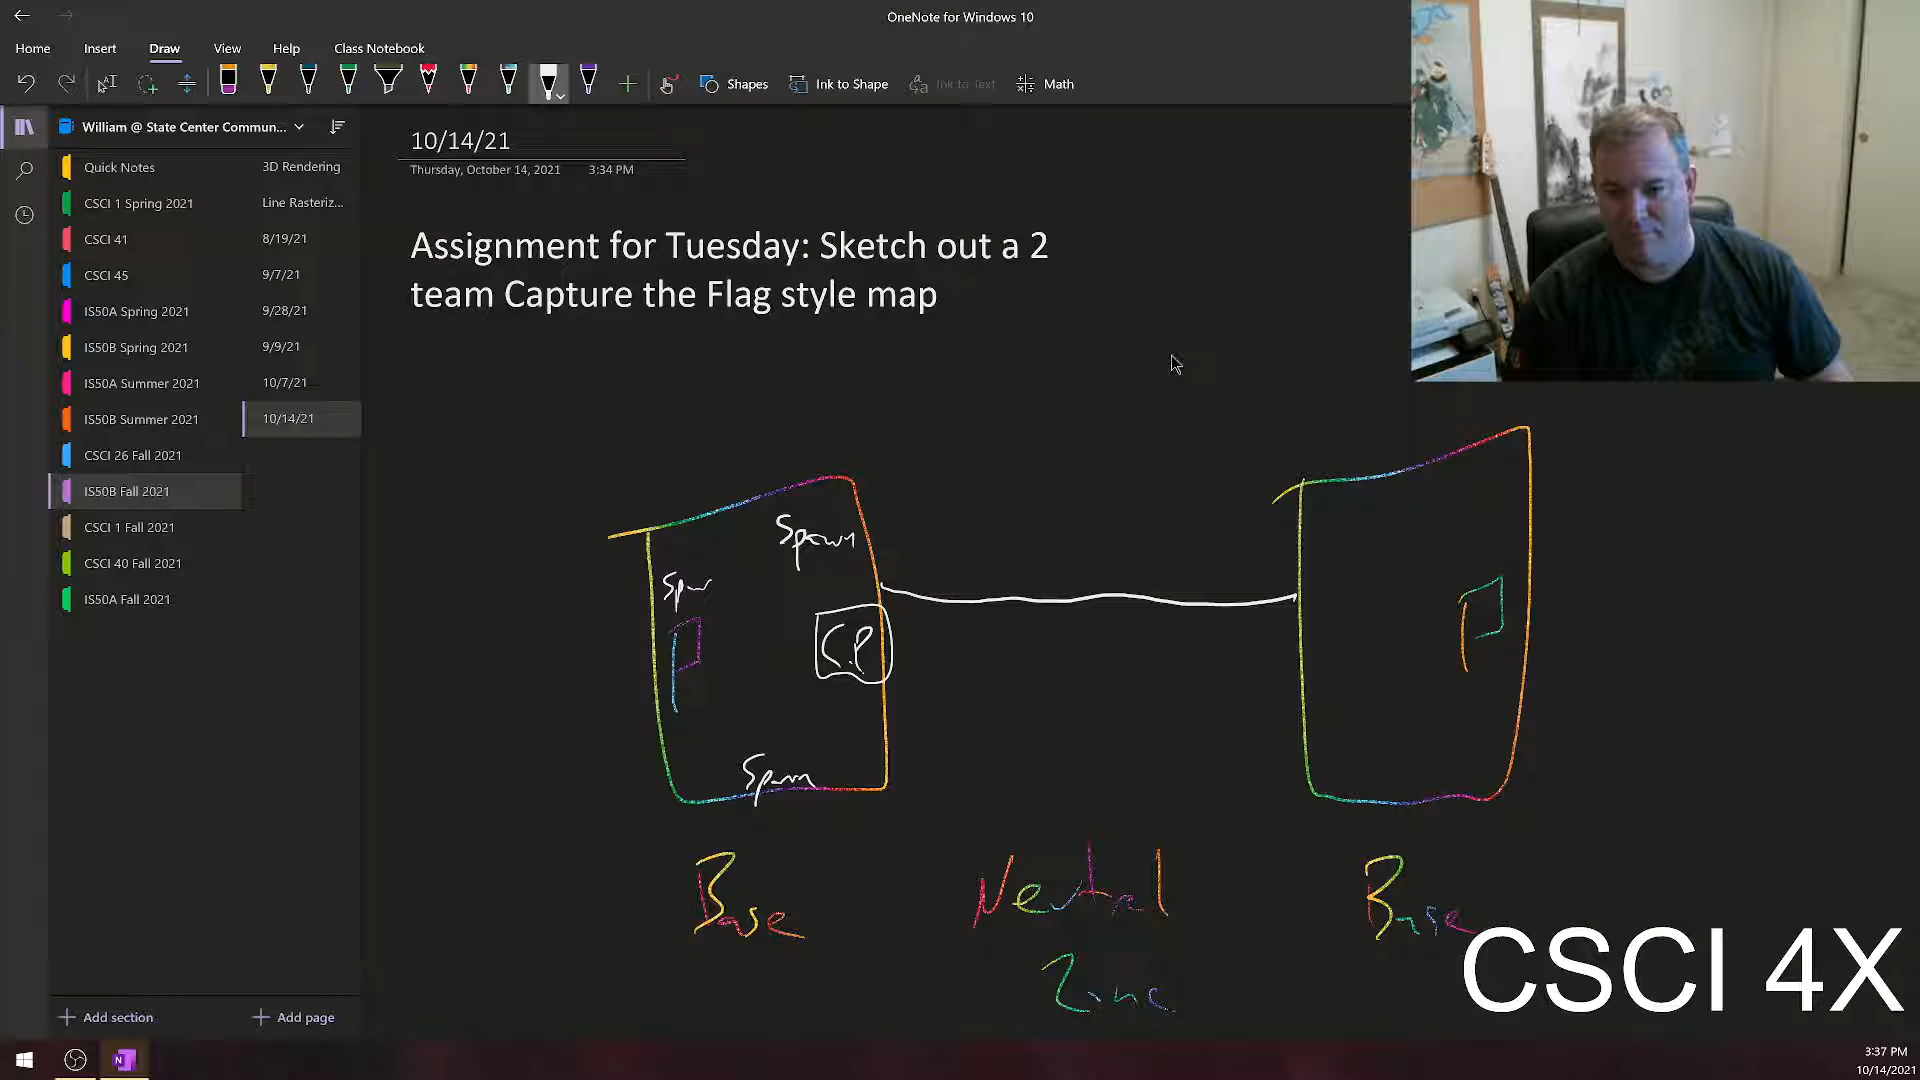 OneNote for Windows 10
Home Insert Draw View Help Class Notebook
Shapes Ink to Shape Ink to Text Math
William @ State Center Commun...
Quick Notes
CSCI 1 Spring 2021
CSCI 41
CSCI 45
IS50A Spring 2021
IS50B Spring 2021
IS50A Summer 2021
IS50B Summer 2021
CSCI 26 Fall 2021
IS50B Fall 2021
CSCI 1 Fall 2021
CSCI 40 Fall 2021
IS50A Fall 2021
Add section
3D Rendering
Line Rasteriz...
8/19/21
9/7/21
9/28/21
9/9/21
10/7/21
10/14/21
Add page
10/14/21
Thursday, October 14, 2021 3:34 PM
Assignment for Tuesday: Sketch out a 2
team Capture the Flag style map
Spawn
Spw
C.P
Spawn
Base Neutral Base
Zone
CSCI 4X
3:37 PM
10/14/2021